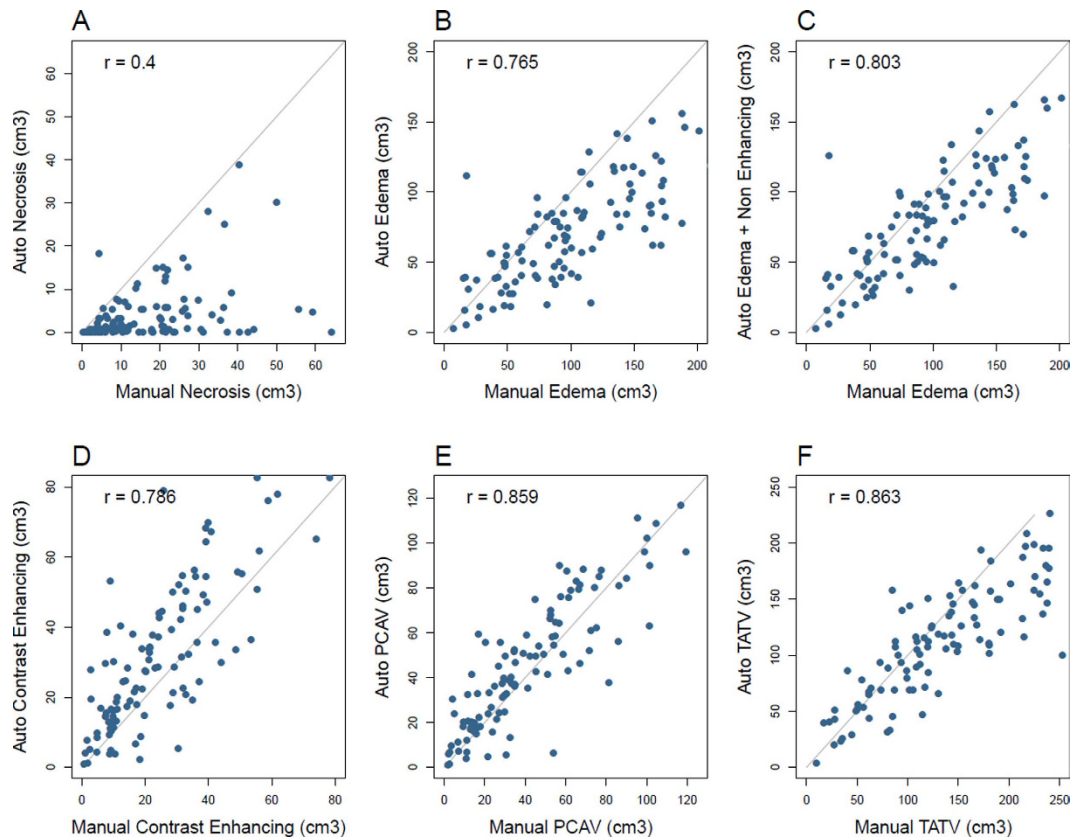 A
r = 0.4
Auto Necrosis (cm3)
0 10 20 30 40 50 60
0 10 20 30 40 50 60
Manual Necrosis (cm3)
B
r = 0.765
Auto Edema (cm3)
0 50 100 150 200
0 50 100 150 200
Manual Edema (cm3)
C
r = 0.803
Auto Edema + Non Enhancing (cm3)
0 50 100 150 200
0 50 100 150 200
Manual Edema (cm3)
D
r = 0.786
Auto Contrast Enhancing (cm3)
0 20 40 60 80
0 20 40 60 80
Manual Contrast Enhancing (cm3)
E
r = 0.859
Auto PCAV (cm3)
0 20 40 60 80 100 120
0 20 40 60 80 100 120
Manual PCAV (cm3)
F
r = 0.863
Auto TATV (cm3)
0 50 100 150 200 250
0 50 100 150 200 250
Manual TATV (cm3)